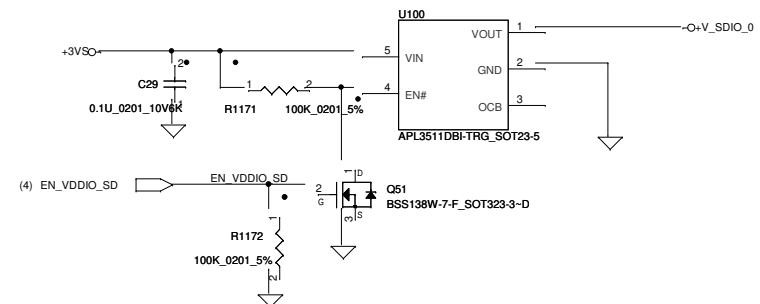 U100
+3VS
VOUT 1
+V_SDIO_0
5 VIN
GND 2
4 EN#
OCB 3
APL3511DBI-TRG_SOT23-5
2
C29
1
0.1U_0201_10V6K
1 2
R1171
100K_0201_5%
(4) EN_VDDIO_SD
EN_VDDIO_SD
1 D
2
G
3 S
Q51
BSS138W-7-F_SOT323-3~D
1
R1172
100K_0201_5%
2